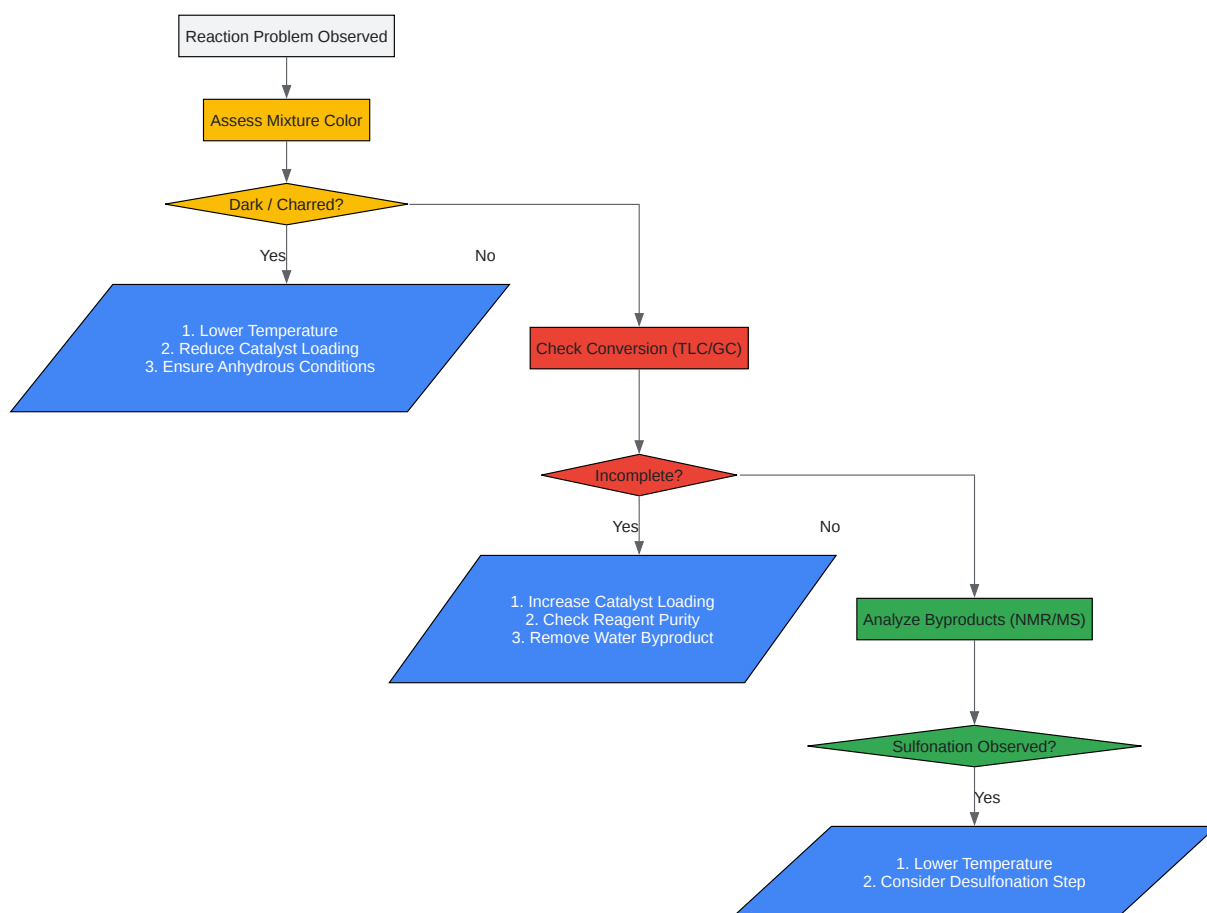 Reaction Problem Observed
Assess Mixture Color
Dark / Charred?
Yes
No
1. Lower Temperature
2. Reduce Catalyst Loading
3. Ensure Anhydrous Conditions
Check Conversion (TLC/GC)
Incomplete?
Yes
No
1. Increase Catalyst Loading
2. Check Reagent Purity
3. Remove Water Byproduct
Analyze Byproducts (NMR/MS)
Sulfonation Observed?
Yes
1. Lower Temperature
2. Consider Desulfonation Step